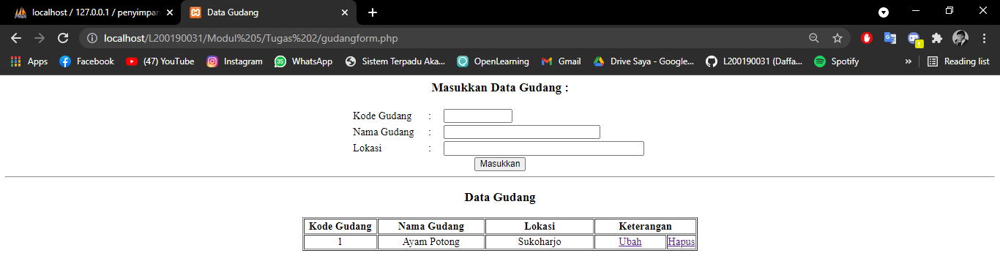 localhost / 127.0.0.1 / penyimpan
Data Gudang
localhost/L200190031/Modul%205/Tugas%202/gudangform.php
Apps Facebook (47) YouTube Instagram 35 WhatsApp Sistem Terpadu Aka... OpenLearning Gmail Drive Saya - Google... L200190031 (Daffa... Spotify » Reading list
Masukkan Data Gudang :
Kode Gudang :
Nama Gudang :
Lokasi :
Masukkan
Data Gudang
Kode Gudang Nama Gudang Lokasi Keterangan
1 Ayam Potong Sukoharjo Ubah Hapus